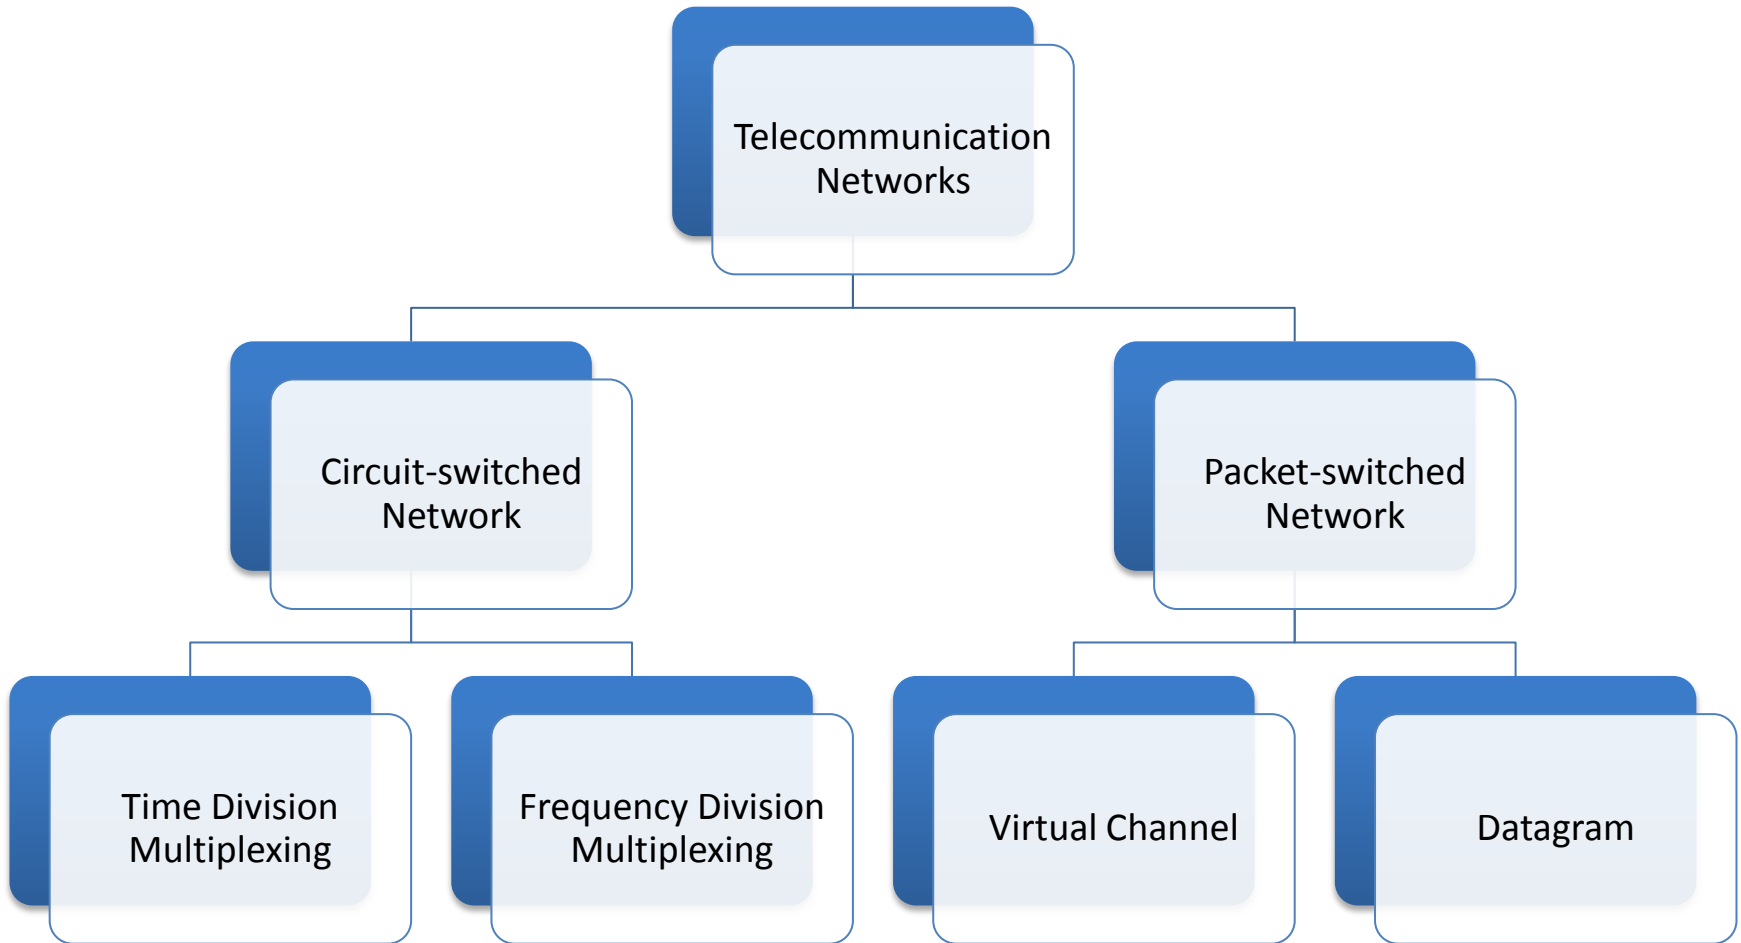 Telecommunication
Networks
Circuit-switched
Network
Packet-switched
Network
Time Division
Multiplexing
Frequency Division
Multiplexing
Virtual Channel
Datagram